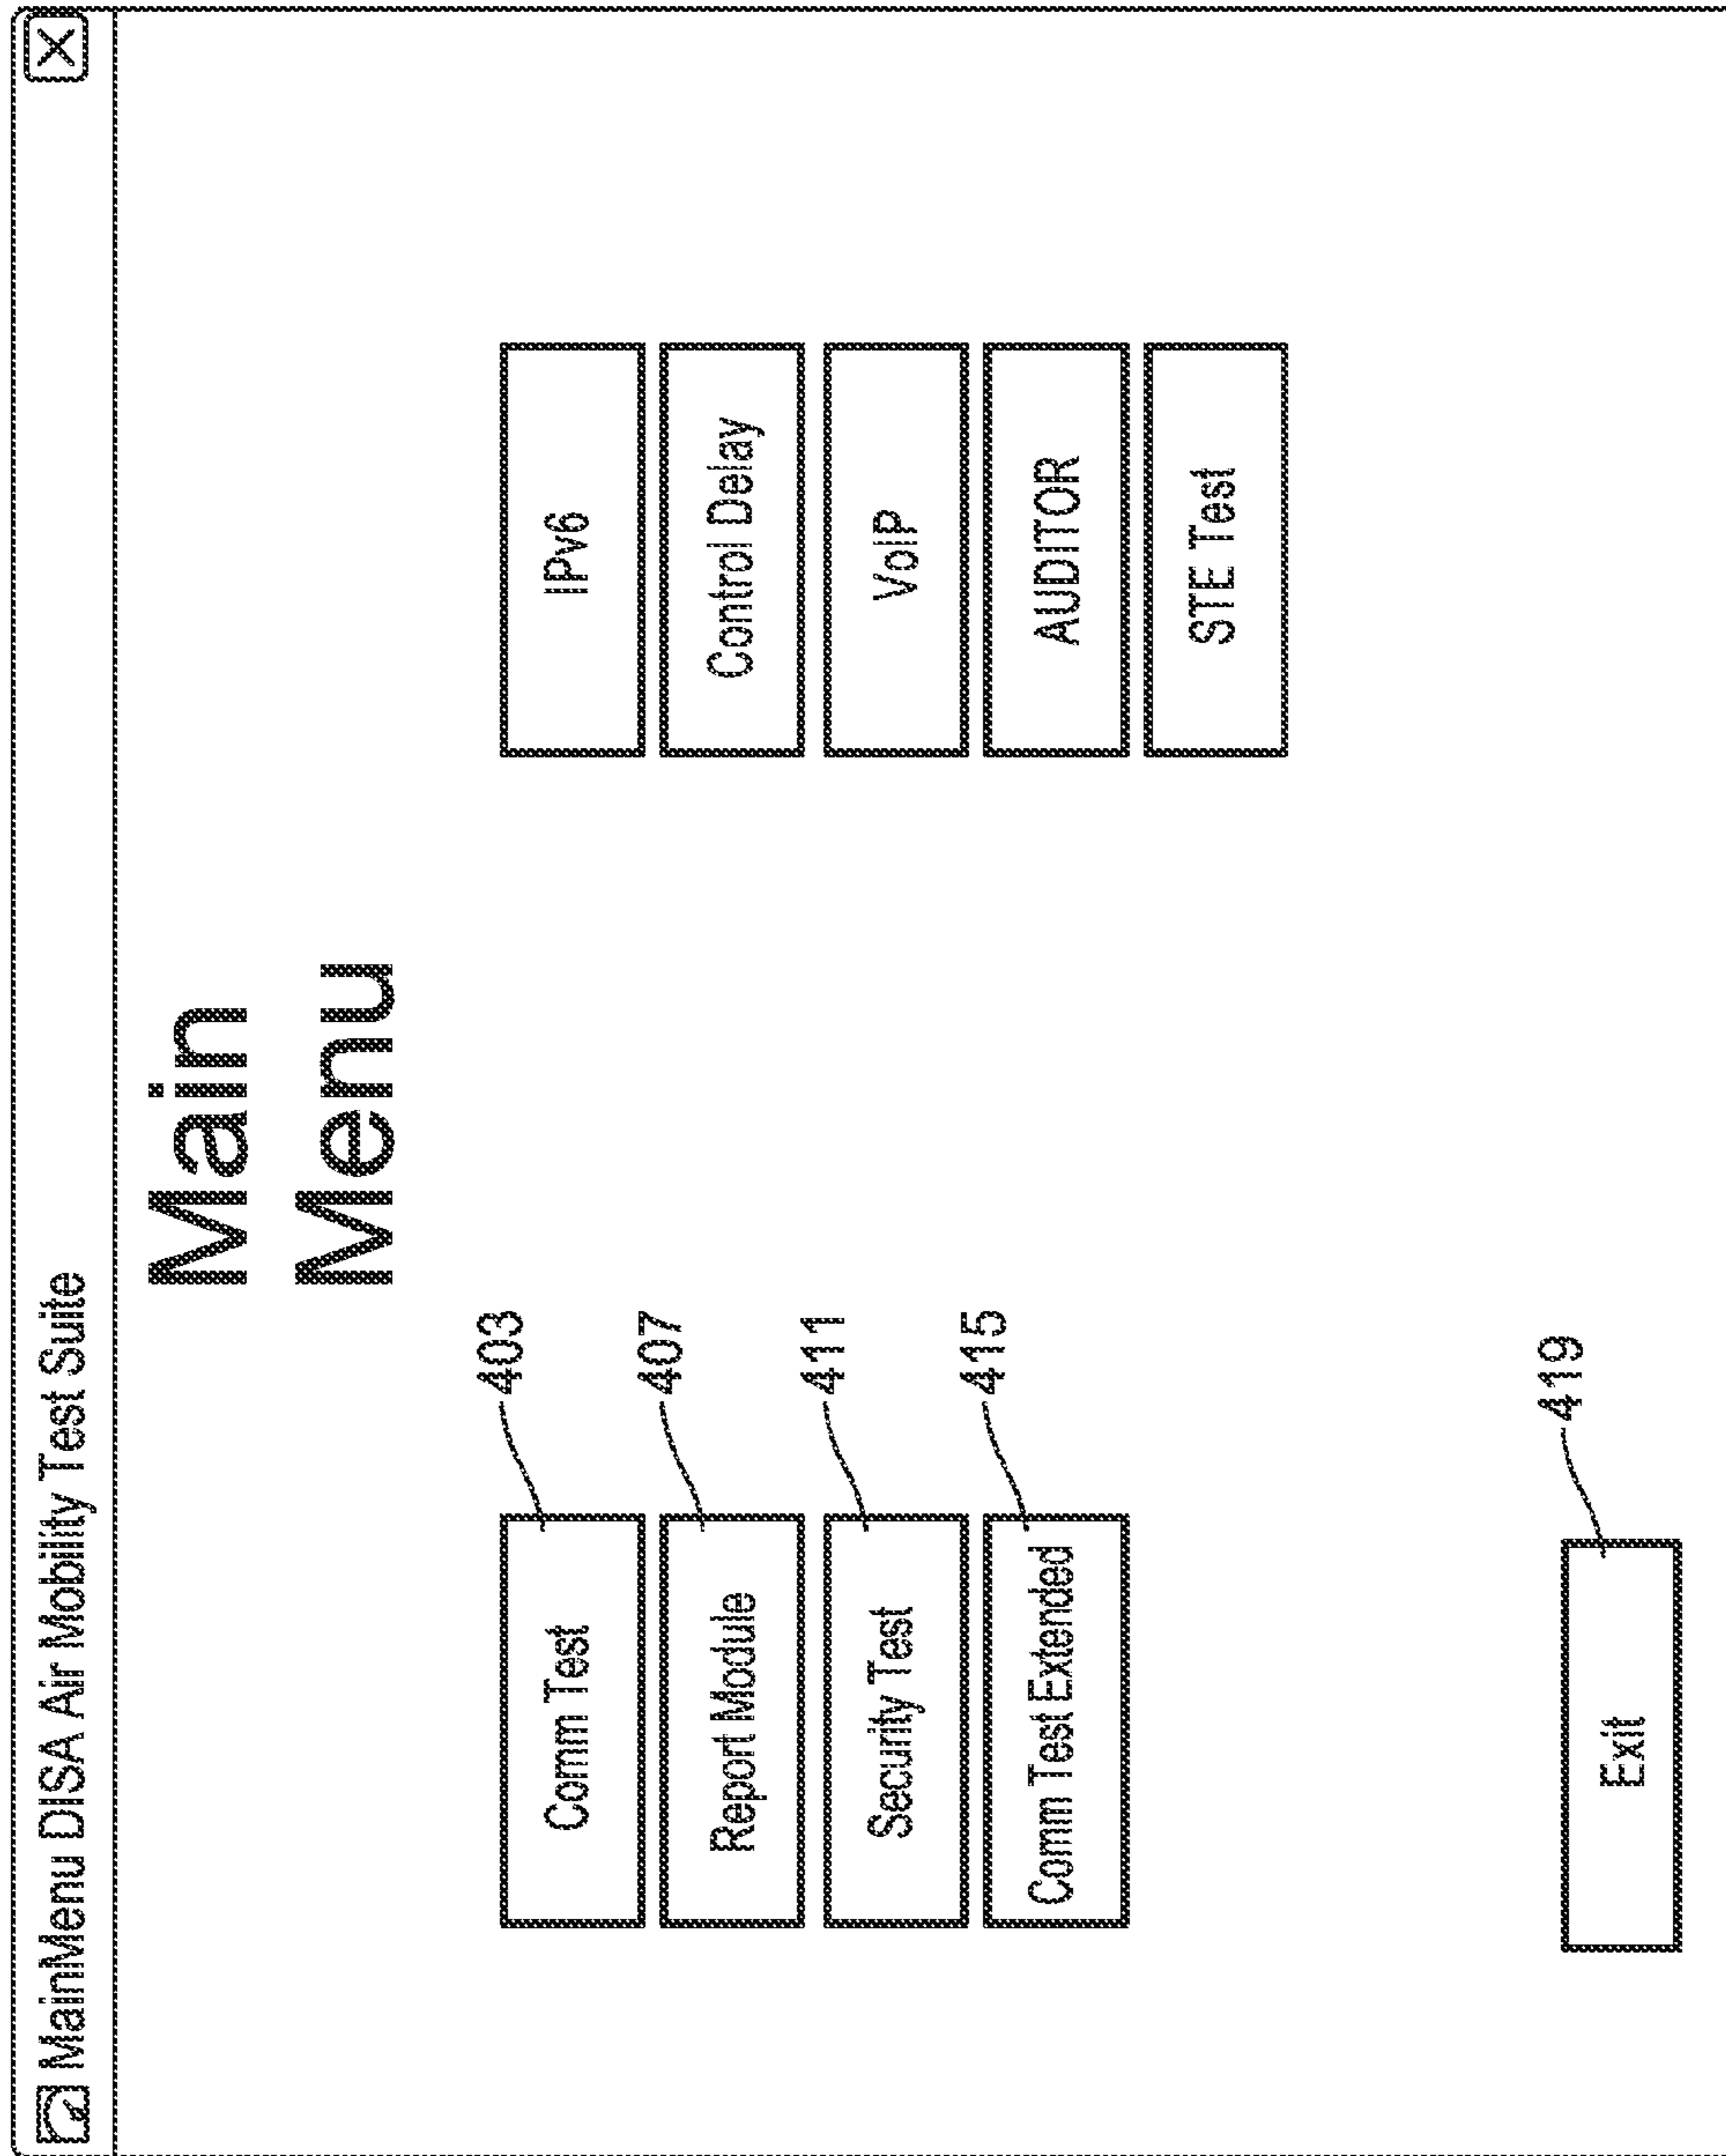 MainMenu DISA Air Mobility Test Suite
Main
Menu
Comm Test
403
Report Module
407
Security Test
411
Comm Test Extended
415
IPv6
Control Delay
VoIP
AUDITOR
STE Test
Exit
419